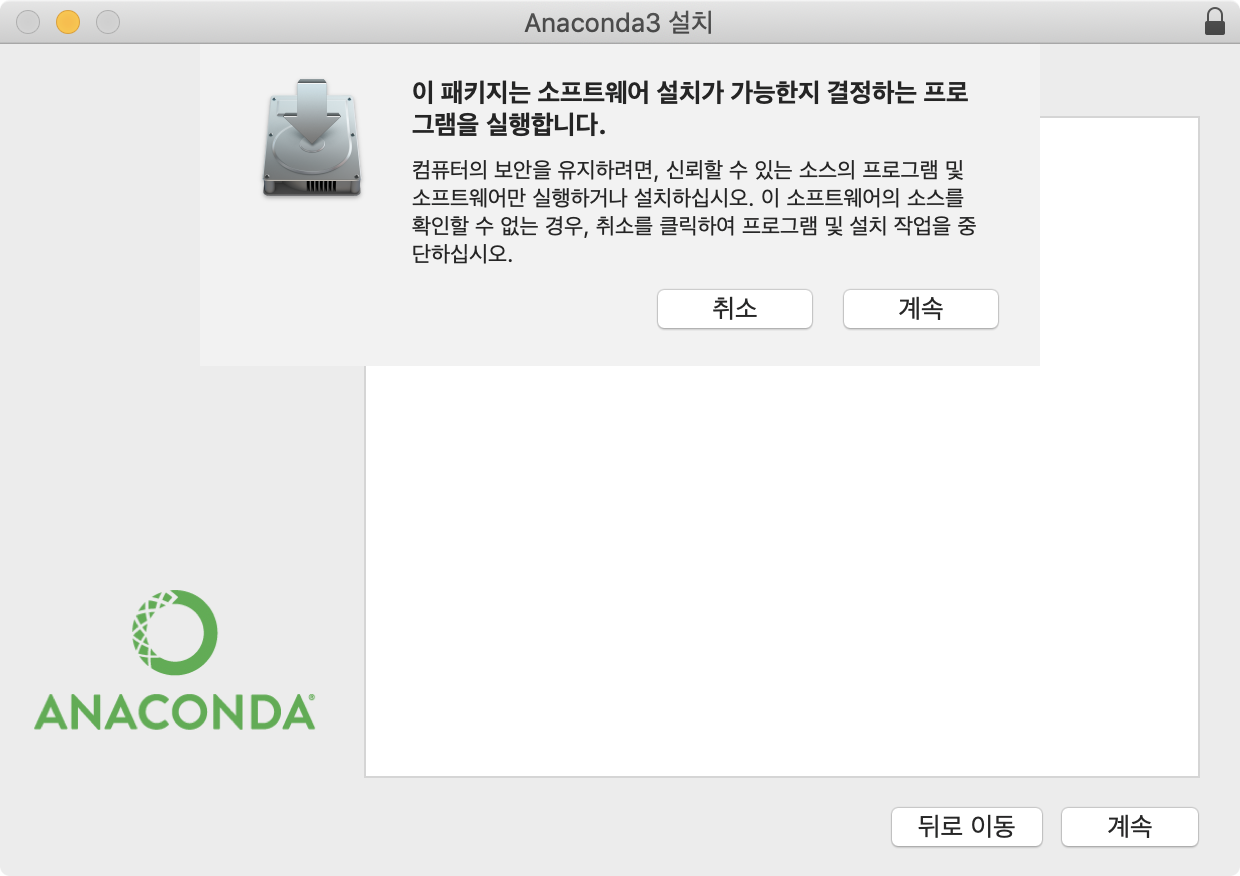 Anaconda3 설치
이 패키지는 소프트웨어 설치가 가능한지 결정하는 프로
그램을 실행합니다.
컴퓨터의 보안을 유지하려면, 신뢰할 수 있는 소스의 프로그램 및
소프트웨어만 실행하거나 설치하십시오. 이 소프트웨어의 소스를
확인할 수 없는 경우, 취소를 클릭하여 프로그램 및 설치 작업을 중
단하십시오.
취소
계속
ANACONDA®
뒤로 이동
계속